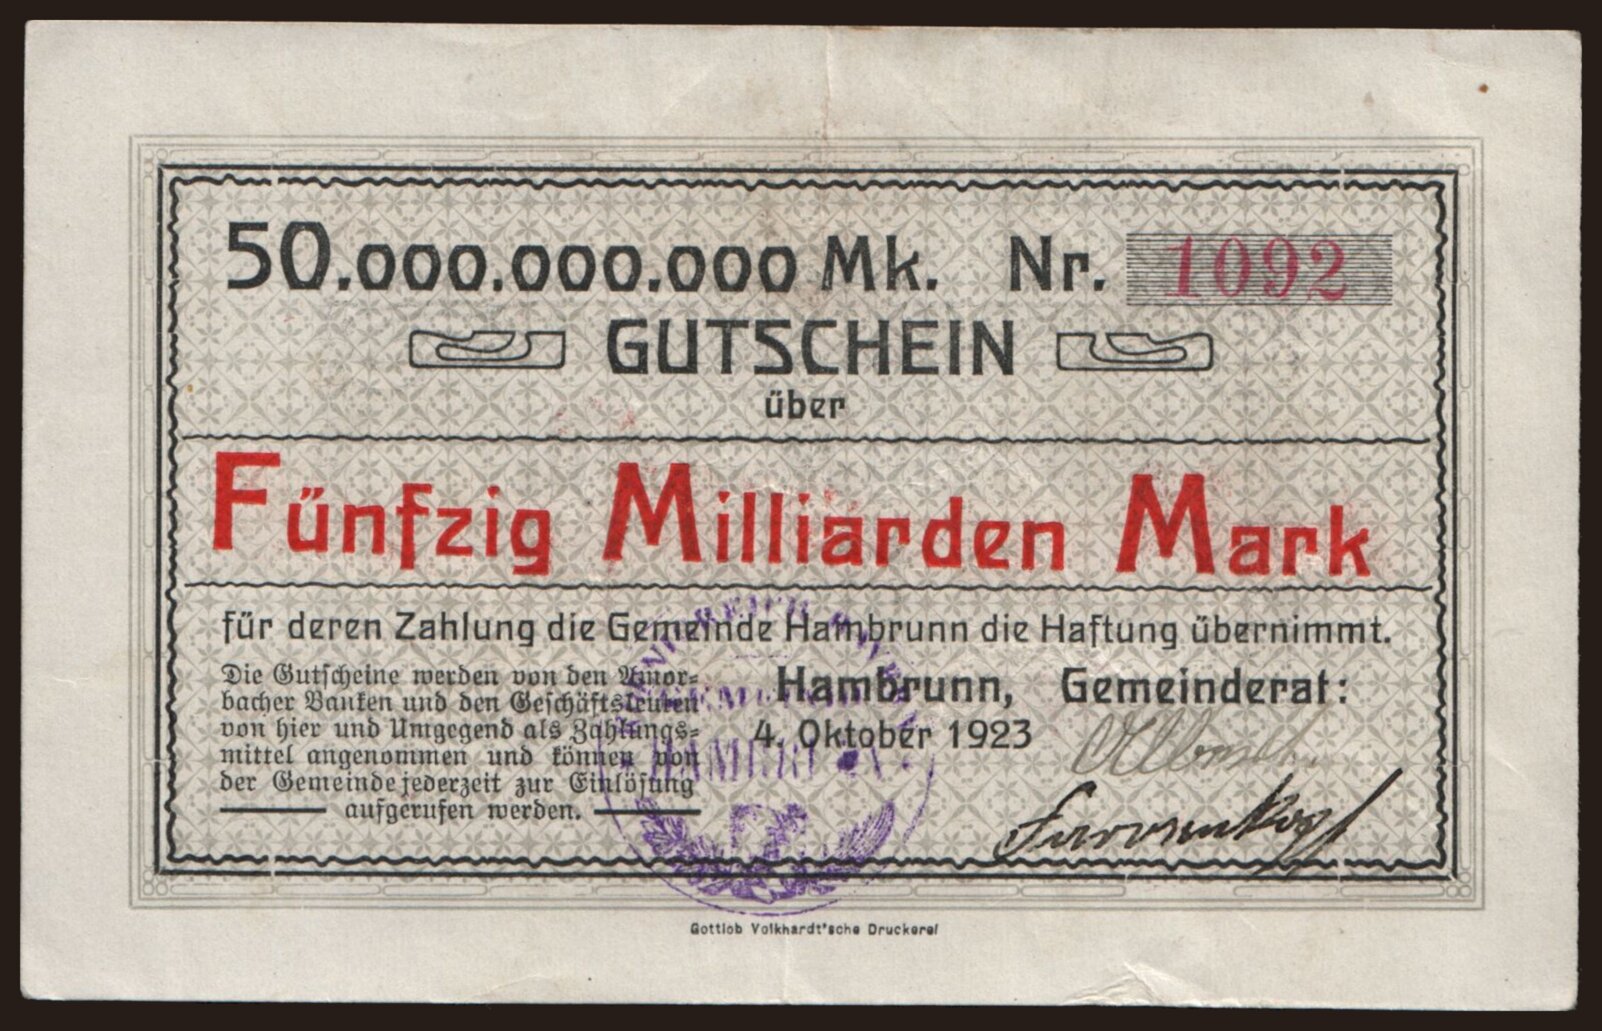 50.000.000.000 Mk. Nr. 1092
GUTSCHEIN
über
Fünfzig Milliarden Mark
für deren Zahlung die Gemeinde Hambrunn die Haftung übernimmt.
Die Gutscheine werden von den Amor-
bacher Banken und den Geschäftsleuten
von hier und Umgegend als Zahlungs-
mittel angenommen und können von
der Gemeinde jederzeit zur Einlösung
aufgerufen werden.
Hambrunn, Gemeinderat:
4. Oktober 1923
HAMBRUNN
Gottlob Volkhardt'sche Druckerei